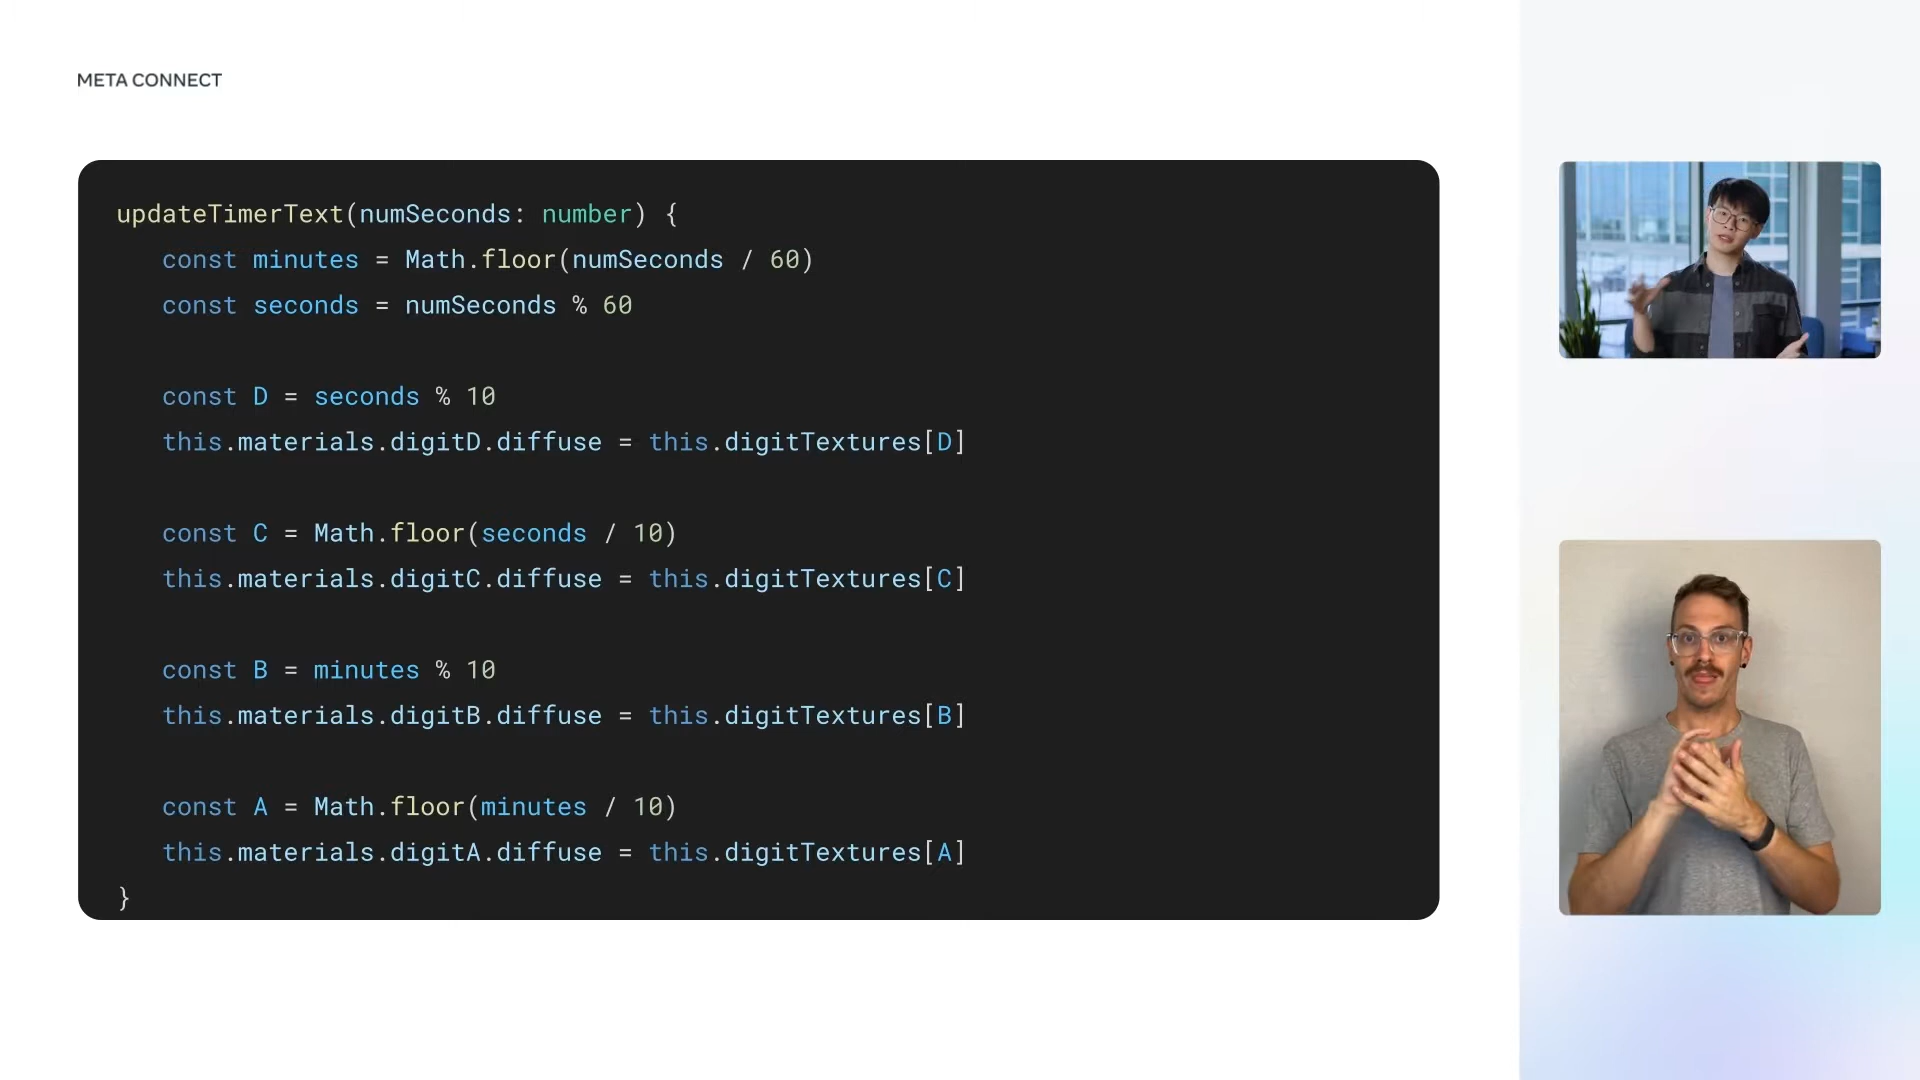 META CONNECT
updateTimerText(numSeconds: number) {
const minutes = Math.floor(numSeconds / 60)
const seconds = numSeconds % 60
const D = seconds % 10
this.materials.digitD.diffuse = this.digitTextures[D]
const C = Math.floor(seconds / 10)
this.materials.digitC.diffuse = this.digitTextures[C]
const B = minutes % 10
this.materials.digitB.diffuse = this.digitTextures[B]
const A = Math.floor(minutes / 10)
this.materials.digitA.diffuse = this.digitTextures[A]
}